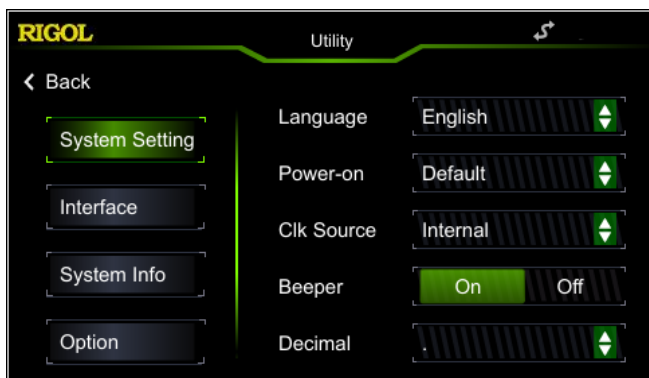 RIGOL
Utility
Back
System Setting
Interface
System Info
Option
Language English
Power-on Default
Clk Source Internal
Beeper On Off
Decimal .